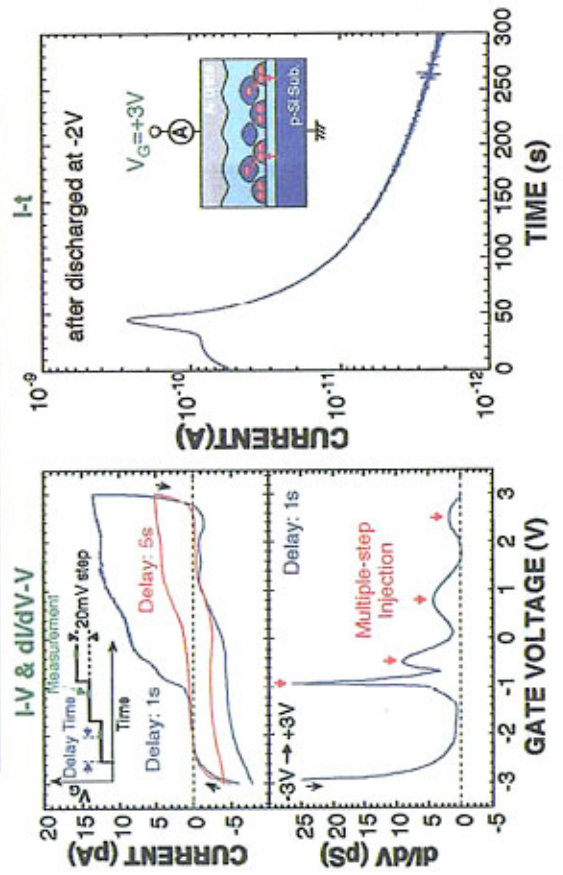 I-V & dI/dV-V
CURRENT (pA)
20
15
10
5
0
-5
Delay Time
Measurement
20mV step
Time
Delay: 1s
Delay: 5s
dI/dV (pS)
25
20
15
10
5
0
-3V → +3V
Delay: 1s
Multiple-step
Injection
-3 -2 -1 0 1 2 3
GATE VOLTAGE (V)
I-t
CURRENT(A)
10-9
10-10
10-11
10-12
after discharged at -2V
VG=+3V
A
p-Si Sub.
0 50 100 150 200 250 300
TIME (s)